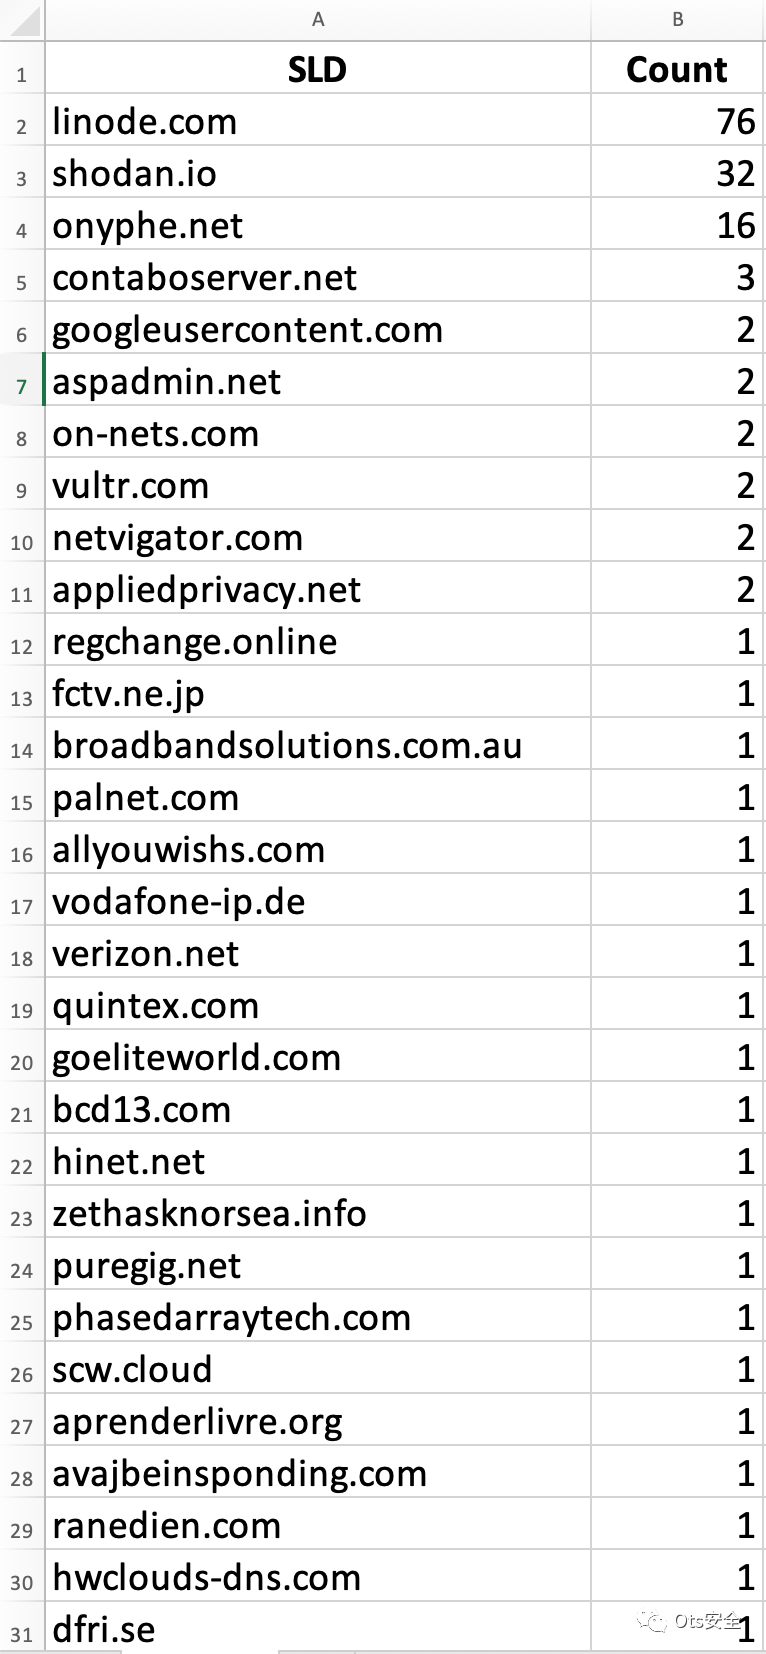 A B
1 SLD Count
2 linode.com 76
3 shodan.io 32
4 onyphe.net 16
5 contaboserver.net 3
6 googleusercontent.com 2
7 aspadmin.net 2
8 on-nets.com 2
9 vultr.com 2
10 netvigator.com 2
11 appliedprivacy.net 2
12 regchange.online 1
13 fctv.ne.jp 1
14 broadbandsolutions.com.au 1
15 palnet.com 1
16 allyouwishs.com 1
17 vodafone-ip.de 1
18 verizon.net 1
19 quintex.com 1
20 goeliteworld.com 1
21 bcd13.com 1
22 hinet.net 1
23 zethasknorsea.info 1
24 puregig.net 1
25 phasedarraytech.com 1
26 scw.cloud 1
27 aprenderlivre.org 1
28 avajbeinsponding.com 1
29 ranedien.com 1
30 hwclouds-dns.com 1
31 dfri.se 1
Ots安全